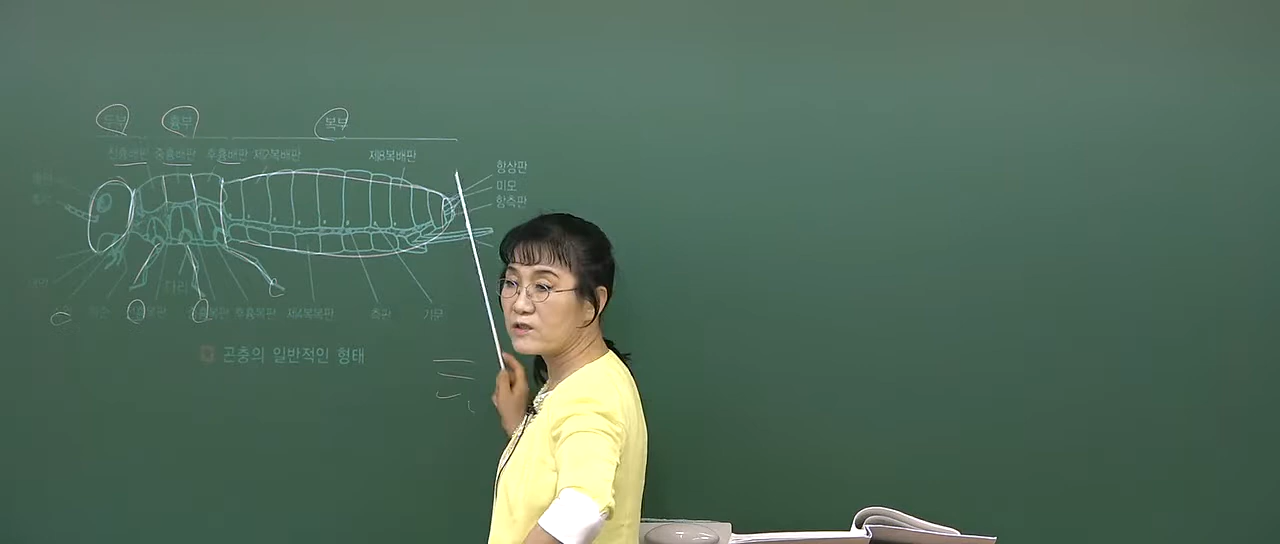 두부 흉부 복부
전흉배판 중흉배판 후흉배판 제2복배판 제8복배판
항상판
미모
항측판
후흉복판 제4복복판 측판 기문
곤충의 일반적인 형태